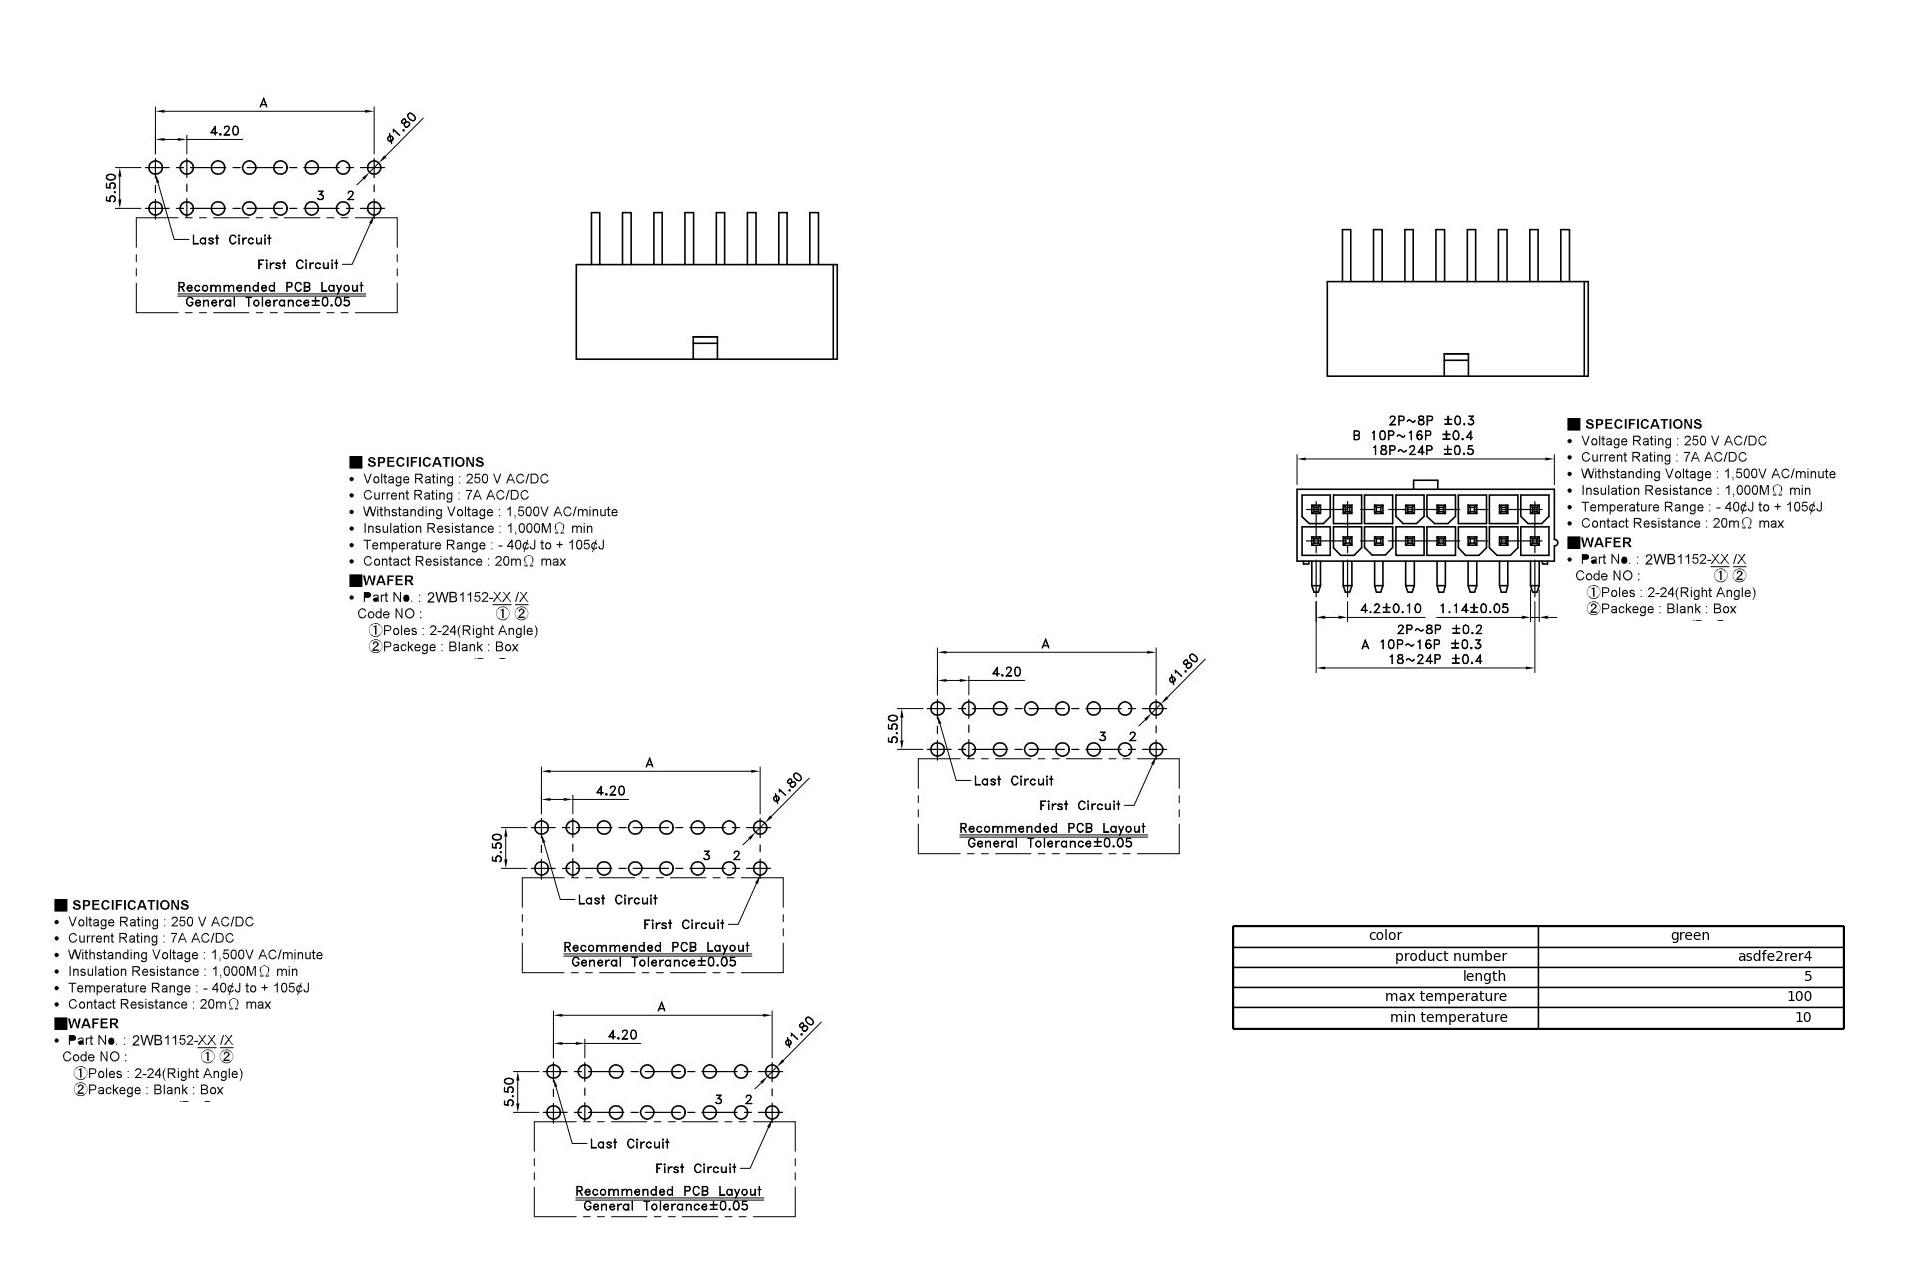 A
4.20
ø1.80
5.50
3 2
Last Circuit
First Circuit
Recommended PCB Layout
General Tolerance±0.05
2P~8P ±0.3
B 10P~16P ±0.4
18P~24P ±0.5
4.2±0.10 1.14±0.05
2P~8P ±0.2
A 10P~16P ±0.3
18~24P ±0.4
■ SPECIFICATIONS
• Voltage Rating : 250 V AC/DC
• Current Rating : 7A AC/DC
• Withstanding Voltage : 1,500V AC/minute
• Insulation Resistance : 1,000MΩ min
• Temperature Range : - 40¢J to + 105¢J
• Contact Resistance : 20mΩ max
■WAFER
• Part No. : 2WB1152-XX /X
Code NO : ① ②
①Poles : 2-24(Right Angle)
②Packege : Blank : Box
■ SPECIFICATIONS
• Voltage Rating : 250 V AC/DC
• Current Rating : 7A AC/DC
• Withstanding Voltage : 1,500V AC/minute
• Insulation Resistance : 1,000MΩ min
• Temperature Range : - 40¢J to + 105¢J
• Contact Resistance : 20mΩ max
■WAFER
• Part No. : 2WB1152-XX /X
Code NO : ① ②
①Poles : 2-24(Right Angle)
②Packege : Blank : Box
A
4.20
ø1.80
5.50
3 2
Last Circuit
First Circuit
Recommended PCB Layout
General Tolerance±0.05
A
4.20
ø1.80
5.50
3 2
Last Circuit
First Circuit
Recommended PCB Layout
General Tolerance±0.05
■ SPECIFICATIONS
• Voltage Rating : 250 V AC/DC
• Current Rating : 7A AC/DC
• Withstanding Voltage : 1,500V AC/minute
• Insulation Resistance : 1,000MΩ min
• Temperature Range : - 40¢J to + 105¢J
• Contact Resistance : 20mΩ max
■WAFER
• Part No. : 2WB1152-XX /X
Code NO : ① ②
①Poles : 2-24(Right Angle)
②Packege : Blank : Box
color green
product number asdfe2rer4
length 5
max temperature 100
min temperature 10
A
4.20
ø1.80
5.50
3 2
Last Circuit
First Circuit
Recommended PCB Layout
General Tolerance±0.05